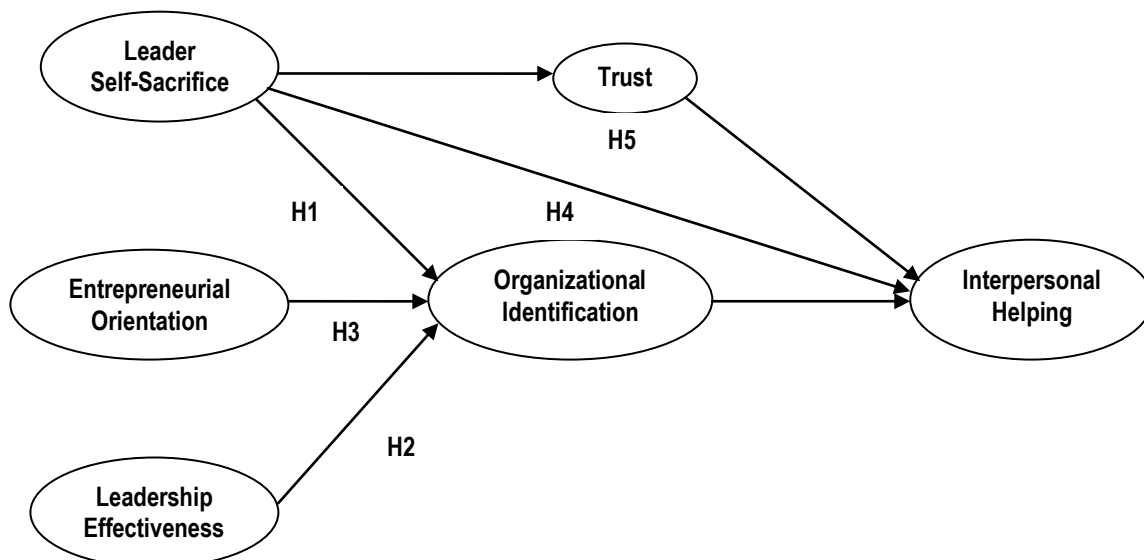 Leader
Self-Sacrifice
Trust
H5
H1
H4
Entrepreneurial
Orientation
H3
Organizational
Identification
Interpersonal
Helping
H2
Leadership
Effectiveness